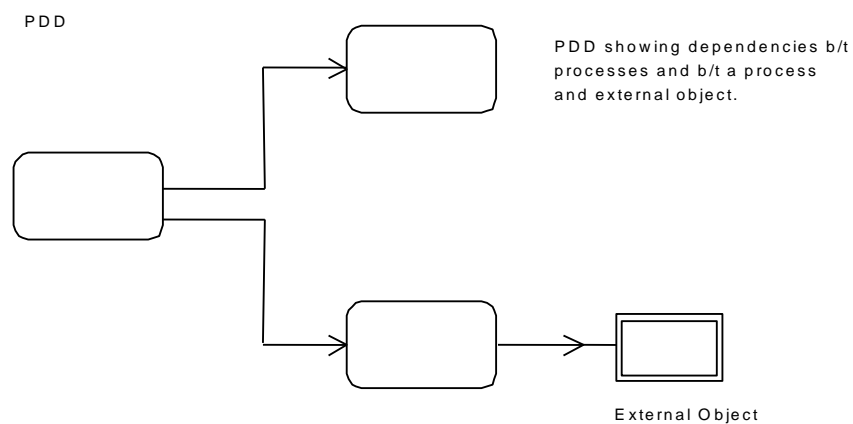 PDD
PDD showing dependencies b/t
processes and b/t a process
and external object.
External Object